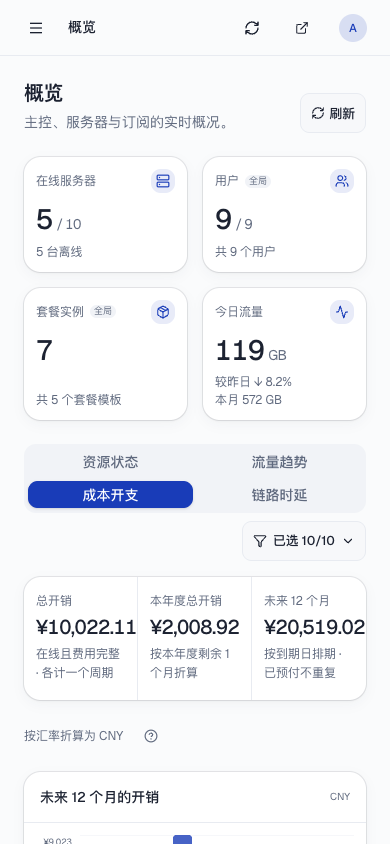 概览
A
概览
主控、服务器与订阅的实时概况。
刷新
在线服务器
5 / 10
5 台离线
用户 全局
9 / 9
共 9 个用户
套餐实例 全局
7
共 5 个套餐模板
今日流量
119 GB
较昨日 ↓ 8.2%
本月 572 GB
资源状态
流量趋势
成本开支
链路时延
已选 10/10
总开销
¥10,022.11
在线且费用完整
· 各计一个周期
本年度总开销
¥2,008.92
按本年度剩余 1
个月折算
未来 12 个月
¥20,519.02
按到期日排期 ·
已预付不重复
按汇率折算为 CNY
未来 12 个月的开销
CNY
¥9,023